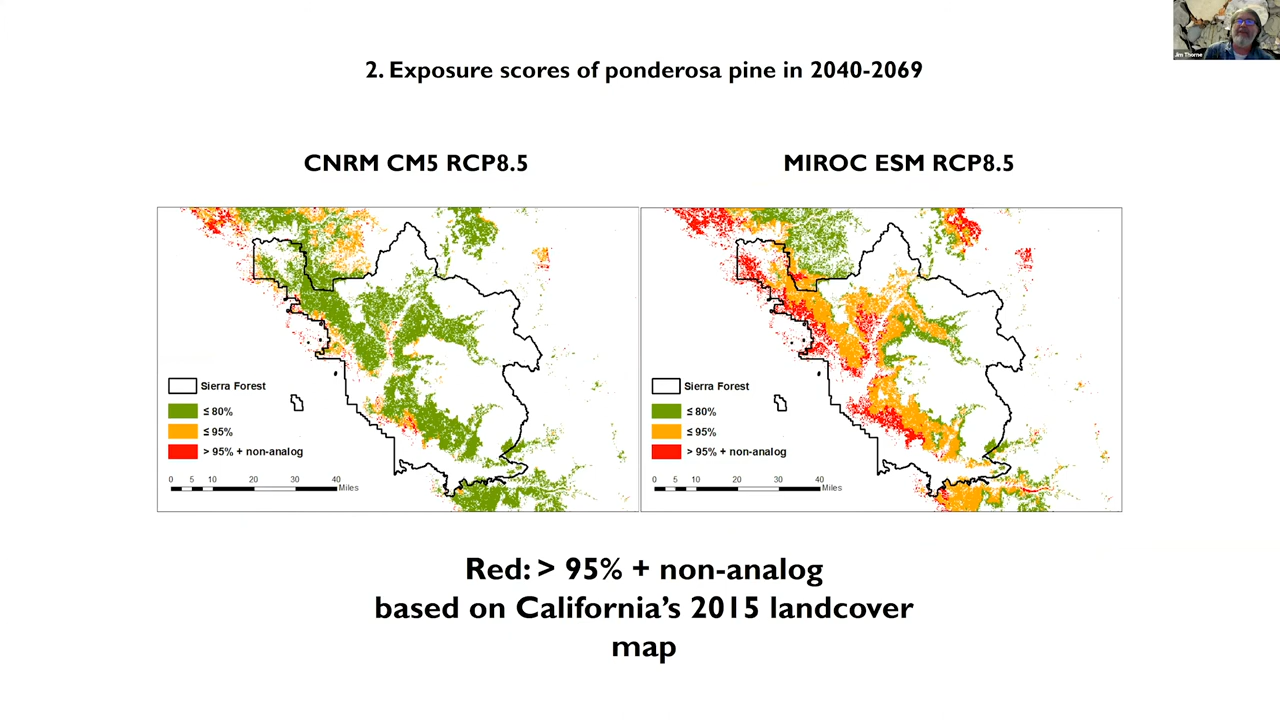 Jim Thorne
2. Exposure scores of ponderosa pine in 2040-2069
CNRM CM5 RCP8.5
MIROC ESM RCP8.5
Sierra Forest
≤ 80%
≤ 95%
> 95% + non-analog
0 5 10 20 30 40
Miles
Sierra Forest
≤ 80%
≤ 95%
> 95% + non-analog
0 5 10 20 30 40
Miles
Red: > 95% + non-analog
based on California’s 2015 landcover
map